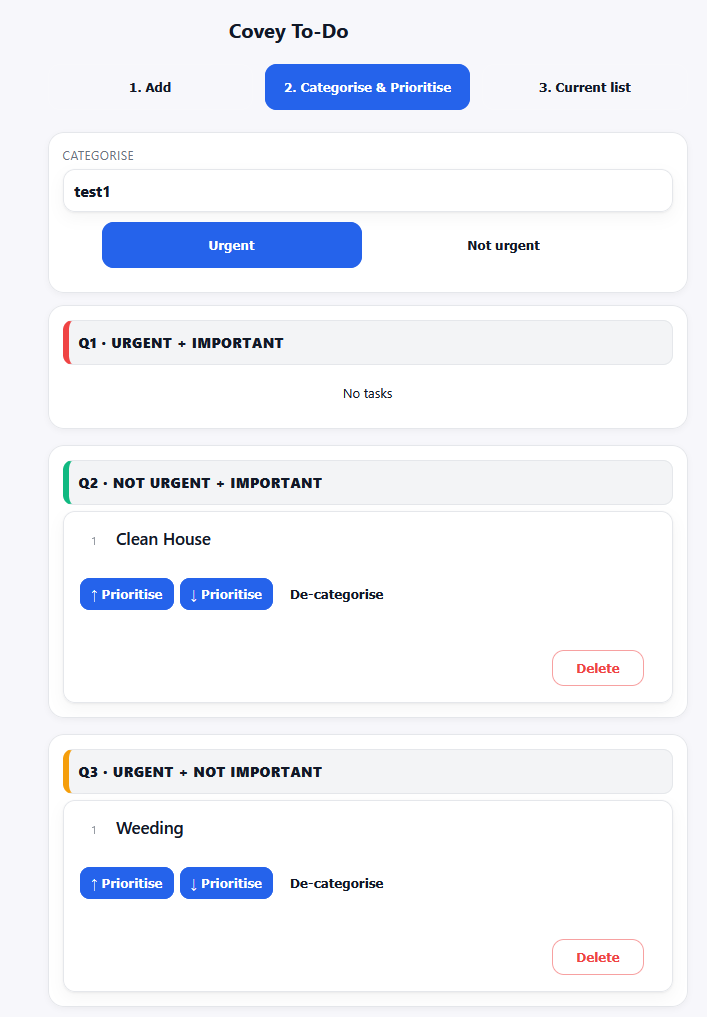 Covey To-Do
1. Add
2. Categorise & Prioritise
3. Current list
CATEGORISE
test1
Urgent
Not urgent
Q1 · URGENT + IMPORTANT
No tasks
Q2 · NOT URGENT + IMPORTANT
1 Clean House
↑ Prioritise ↓ Prioritise De-categorise
Delete
Q3 · URGENT + NOT IMPORTANT
1 Weeding
↑ Prioritise ↓ Prioritise De-categorise
Delete